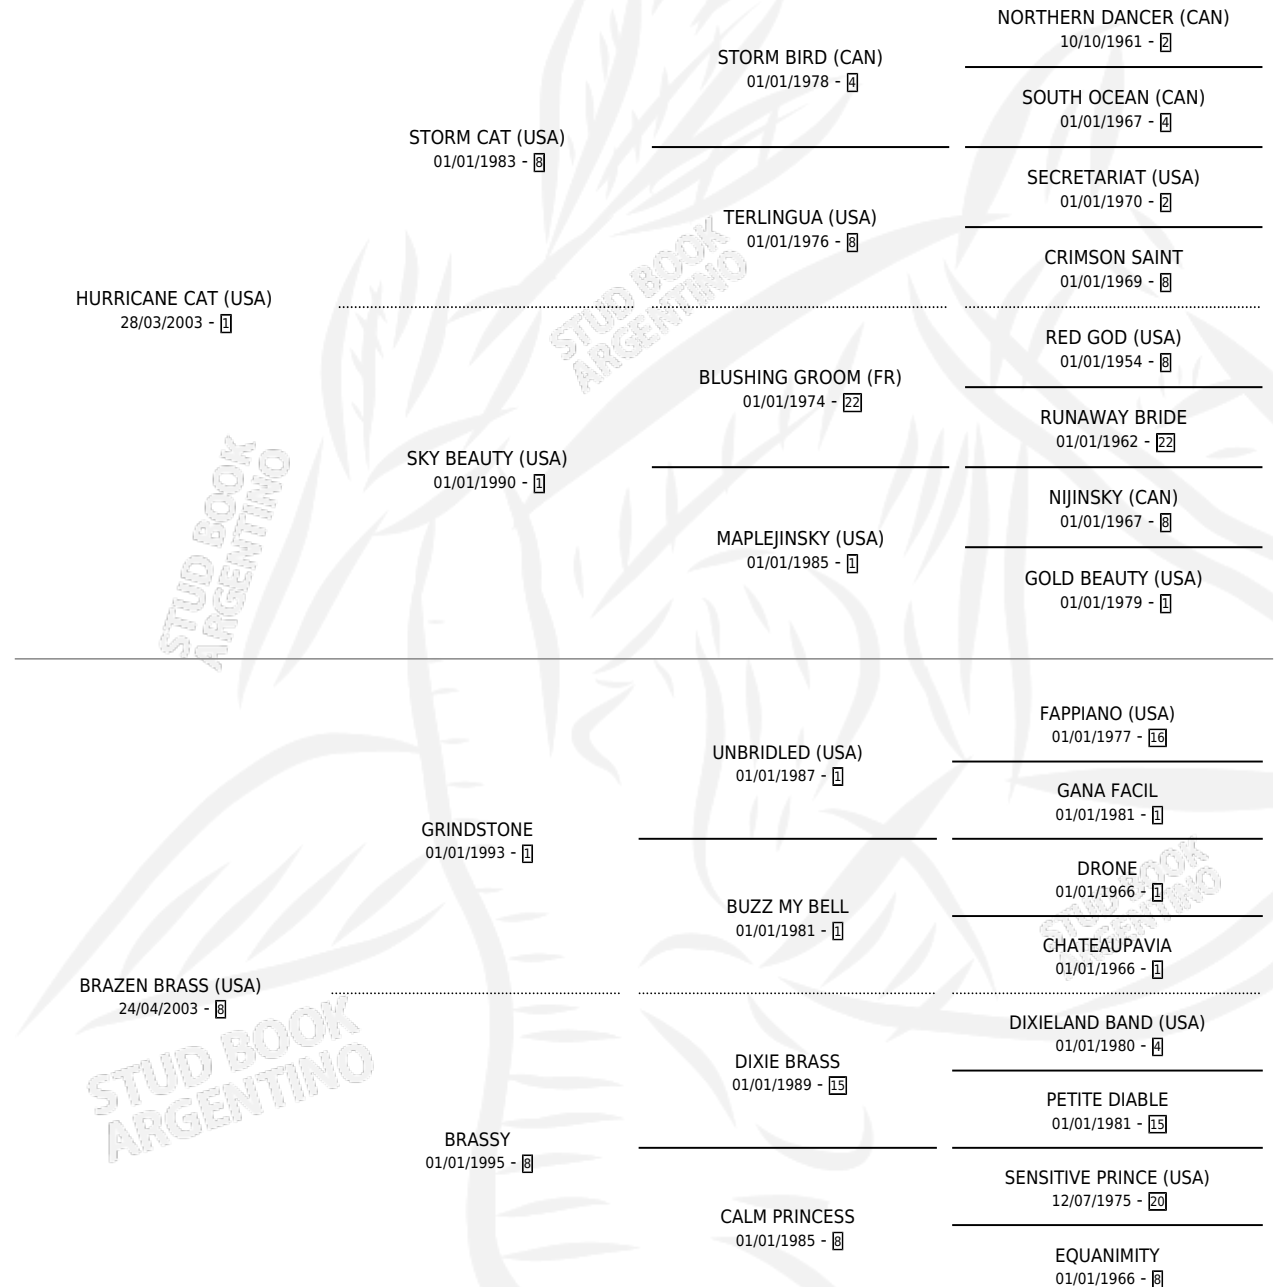 NORTHERN DANCER (CAN)
10/10/1961 - 2
STORM BIRD (CAN)
01/01/1978 - 4
SOUTH OCEAN (CAN)
01/01/1967 - 4
STORM CAT (USA)
01/01/1983 - 8
SECRETARIAT (USA)
01/01/1970 - 2
TERLINGUA (USA)
01/01/1976 - 8
CRIMSON SAINT
01/01/1969 - 8
HURRICANE CAT (USA)
28/03/2003 - 1
RED GOD (USA)
01/01/1954 - 8
BLUSHING GROOM (FR)
01/01/1974 - 22
RUNAWAY BRIDE
01/01/1962 - 22
SKY BEAUTY (USA)
01/01/1990 - 1
NIJINSKY (CAN)
01/01/1967 - 8
MAPLEJINSKY (USA)
01/01/1985 - 1
GOLD BEAUTY (USA)
01/01/1979 - 1
STUD BOOK
ARGENTINO
STUD BOOK
ARGENTINO
FAPPIANO (USA)
01/01/1977 - 16
UNBRIDLED (USA)
01/01/1987 - 1
GANA FACIL
01/01/1981 - 1
GRINDSTONE
01/01/1993 - 1
DRONE
01/01/1966 - 1
BUZZ MY BELL
01/01/1981 - 1
CHATEAUPAVIA
01/01/1966 - 1
STUD BOOK
ARGENTINO
BRAZEN BRASS (USA)
24/04/2003 - 8
DIXIELAND BAND (USA)
01/01/1980 - 4
DIXIE BRASS
01/01/1989 - 15
PETITE DIABLE
01/01/1981 - 15
STUD BOOK
ARGENTINO
BRASSY
01/01/1995 - 8
SENSITIVE PRINCE (USA)
12/07/1975 - 20
CALM PRINCESS
01/01/1985 - 8
EQUANIMITY
01/01/1966 - 8